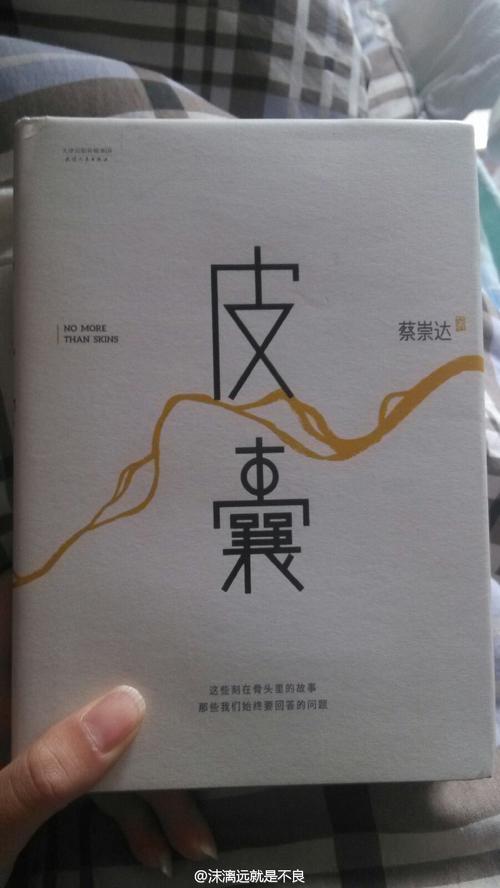 NO MORE
THAN SKINS
蔡崇达
皮
囊
这些刻在骨头里的故事
那些我们始终要回答的问题
@沫漓远就是不良